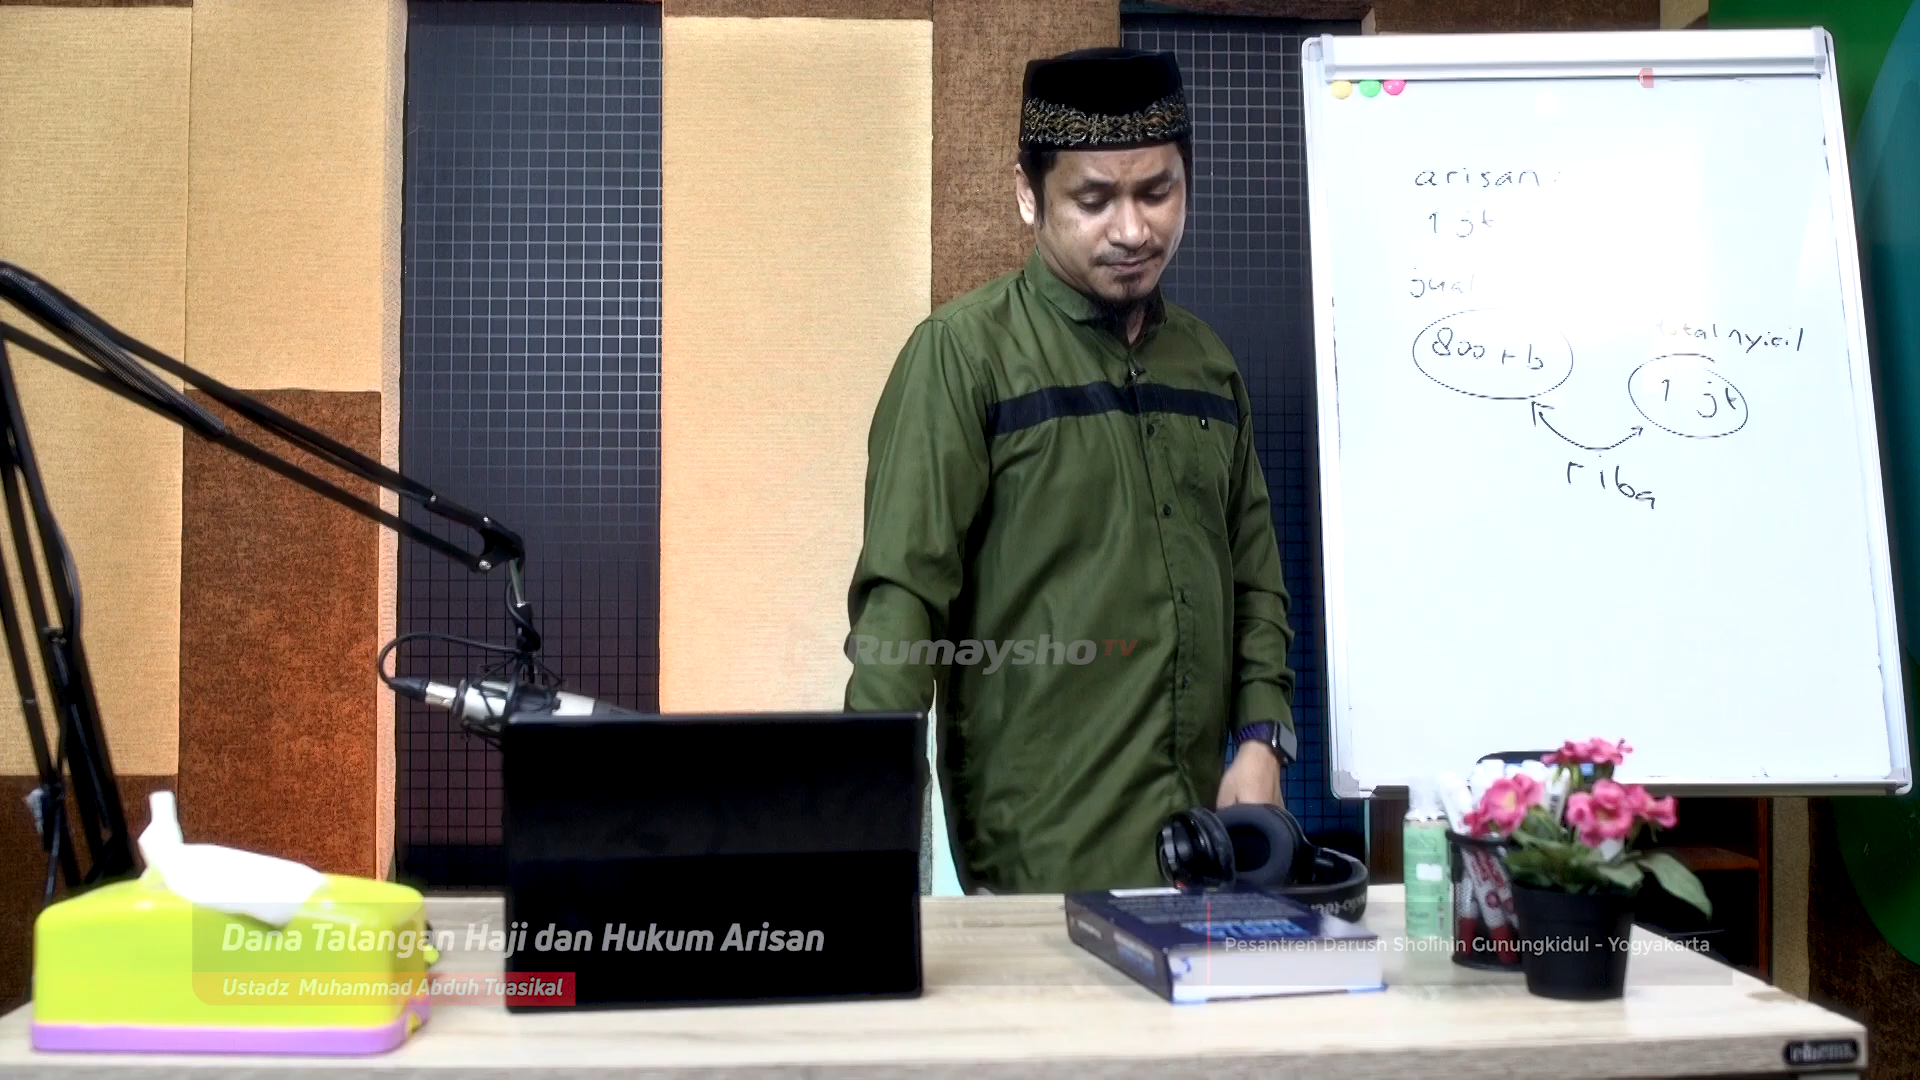 arisan :
1 jt
jual
800 rb
total nyicil
1 jt
riba
Rumaysho TV
Dana Talangan Haji dan Hukum Arisan
Ustadz Muhammad Abduh Tuasikal
Pesantren Darush Sholihin Gunungkidul - Yogyakarta